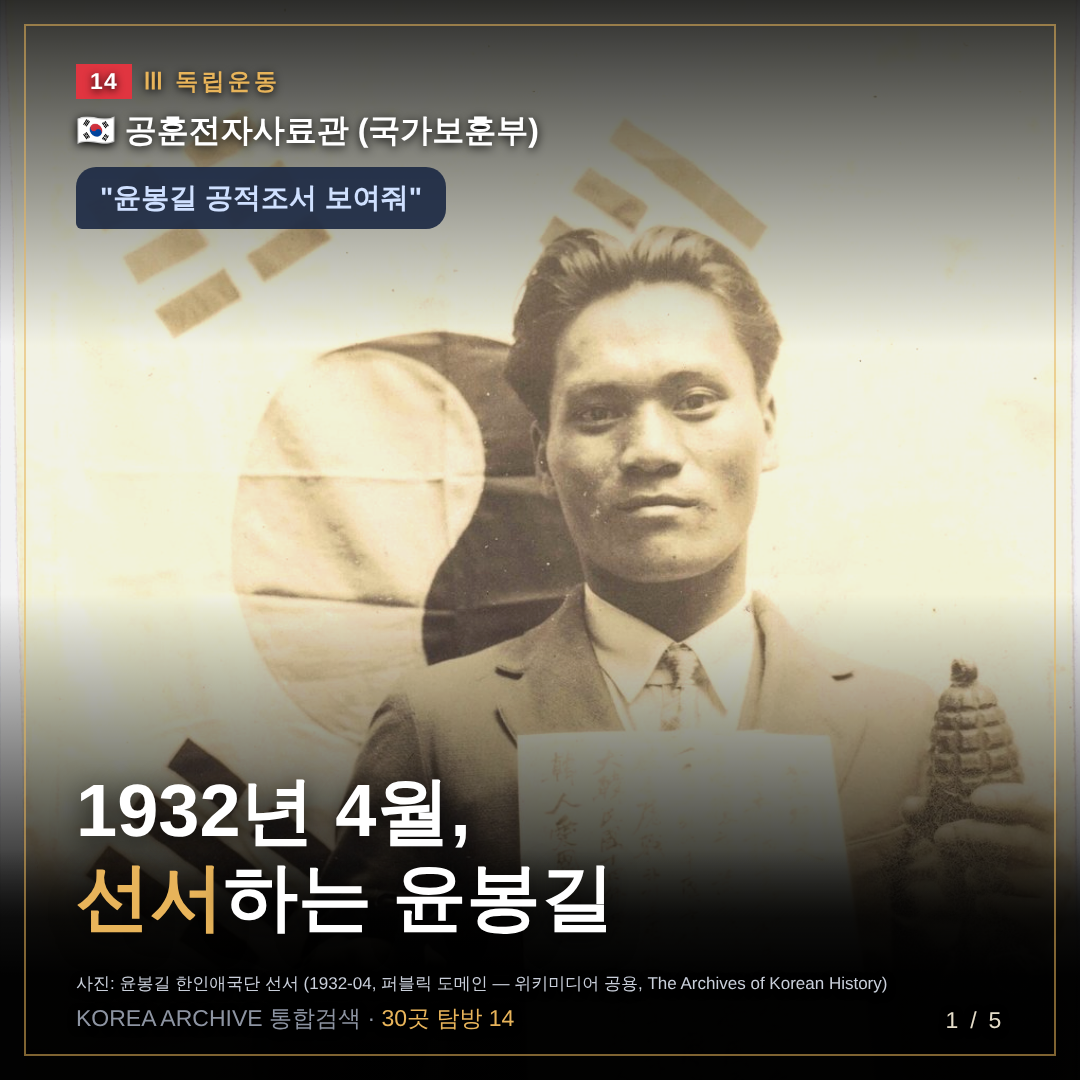 14 Ⅲ 독립운동
🇰🇷 공훈전자사료관 (국가보훈부)
"윤봉길 공적조서 보여줘"
1932년 4월,
선서하는 윤봉길
사진: 윤봉길 한인애국단 선서 (1932-04, 퍼블릭 도메인 — 위키미디어 공용, The Archives of Korean History)
KOREA ARCHIVE 통합검색 · 30곳 탐방 14
1 / 5